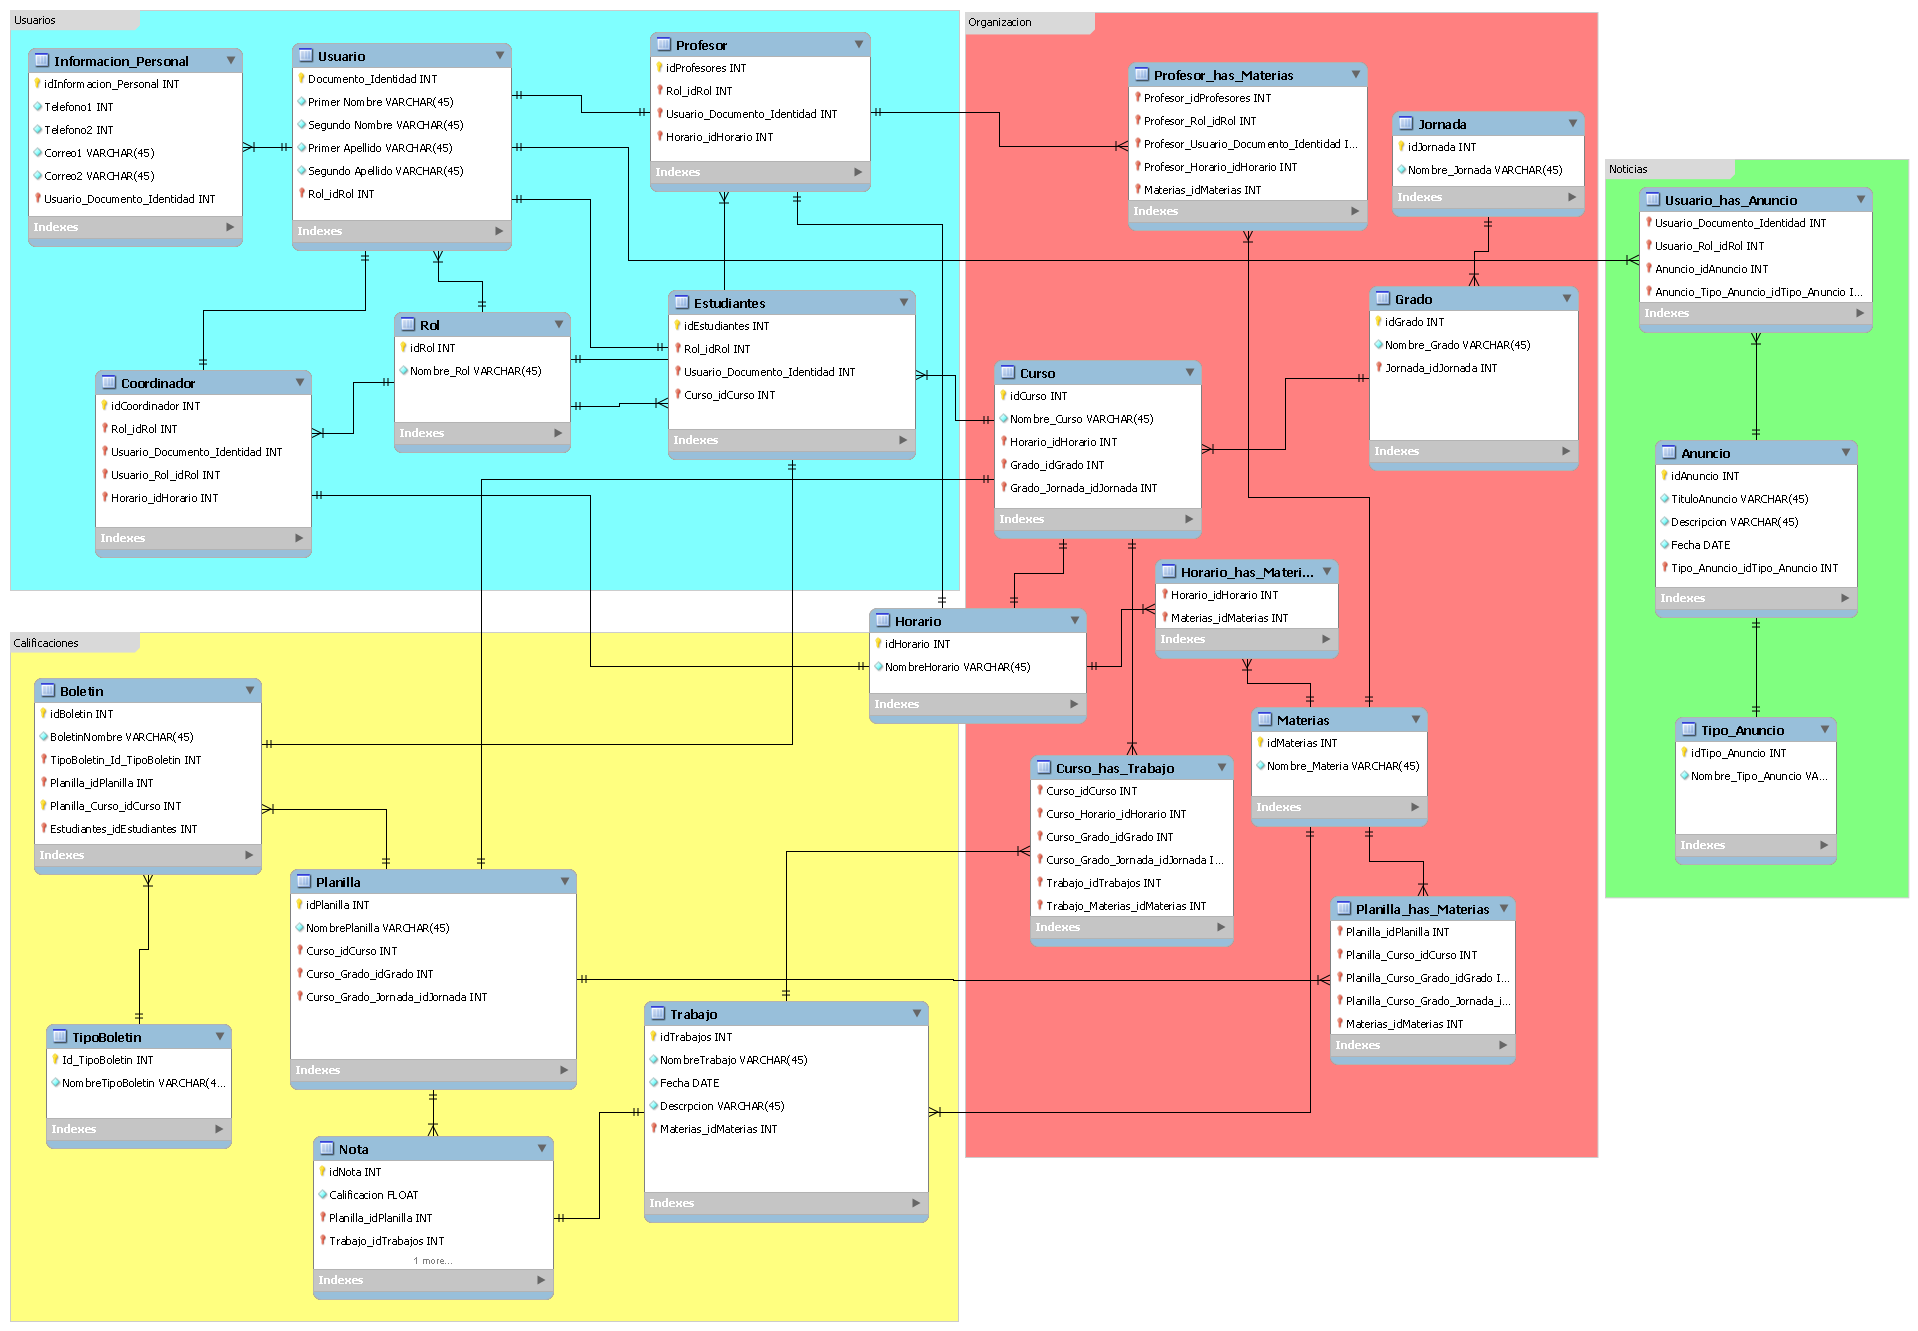 Usuarios
Informacion_Personal
idInformacion_Personal INT
Telefono1 INT
Telefono2 INT
Correo1 VARCHAR(45)
Correo2 VARCHAR(45)
Usuario_Documento_Identidad INT
Indexes
Usuario
Documento_Identidad INT
Primer Nombre VARCHAR(45)
Segundo Nombre VARCHAR(45)
Primer Apellido VARCHAR(45)
Segundo Apellido VARCHAR(45)
Rol_idRol INT
Indexes
Profesor
idProfesores INT
Rol_idRol INT
Usuario_Documento_Identidad INT
Horario_idHorario INT
Indexes
Coordinador
idCoordinador INT
Rol_idRol INT
Usuario_Documento_Identidad INT
Usuario_Rol_idRol INT
Horario_idHorario INT
Indexes
Rol
idRol INT
Nombre_Rol VARCHAR(45)
Indexes
Estudiantes
idEstudiantes INT
Rol_idRol INT
Usuario_Documento_Identidad INT
Curso_idCurso INT
Indexes
Organizacion
Profesor_has_Materias
Profesor_idProfesores INT
Profesor_Rol_idRol INT
Profesor_Usuario_Documento_Identidad I...
Profesor_Horario_idHorario INT
Materias_idMaterias INT
Indexes
Jornada
idJornada INT
Nombre_Jornada VARCHAR(45)
Indexes
Grado
idGrado INT
Nombre_Grado VARCHAR(45)
Jornada_idJornada INT
Indexes
Curso
idCurso INT
Nombre_Curso VARCHAR(45)
Horario_idHorario INT
Grado_idGrado INT
Grado_Jornada_idJornada INT
Indexes
Horario_has_Materi...
Horario_idHorario INT
Materias_idMaterias INT
Indexes
Horario
idHorario INT
NombreHorario VARCHAR(45)
Indexes
Materias
idMaterias INT
Nombre_Materia VARCHAR(45)
Indexes
Curso_has_Trabajo
Curso_idCurso INT
Curso_Horario_idHorario INT
Curso_Grado_idGrado INT
Curso_Grado_Jornada_idJornada I...
Trabajo_idTrabajos INT
Trabajo_Materias_idMaterias INT
Indexes
Planilla_has_Materias
Planilla_idPlanilla INT
Planilla_Curso_idCurso INT
Planilla_Curso_Grado_idGrado I...
Planilla_Curso_Grado_Jornada_i...
Materias_idMaterias INT
Indexes
Noticias
Usuario_has_Anuncio
Usuario_Documento_Identidad INT
Usuario_Rol_idRol INT
Anuncio_idAnuncio INT
Anuncio_Tipo_Anuncio_idTipo_Anuncio I...
Indexes
Anuncio
idAnuncio INT
TituloAnuncio VARCHAR(45)
Descripcion VARCHAR(45)
Fecha DATE
Tipo_Anuncio_idTipo_Anuncio INT
Indexes
Tipo_Anuncio
idTipo_Anuncio INT
Nombre_Tipo_Anuncio VA...
Indexes
Calificaciones
Boletin
idBoletin INT
BoletinNombre VARCHAR(45)
TipoBoletin_Id_TipoBoletin INT
Planilla_idPlanilla INT
Planilla_Curso_idCurso INT
Estudiantes_idEstudiantes INT
Indexes
TipoBoletin
Id_TipoBoletin INT
NombreTipoBoletin VARCHAR(4...
Indexes
Planilla
idPlanilla INT
NombrePlanilla VARCHAR(45)
Curso_idCurso INT
Curso_Grado_idGrado INT
Curso_Grado_Jornada_idJornada INT
Indexes
Nota
idNota INT
Calificacion FLOAT
Planilla_idPlanilla INT
Trabajo_idTrabajos INT
1 more...
Indexes
Trabajo
idTrabajos INT
NombreTrabajo VARCHAR(45)
Fecha DATE
Descrpcion VARCHAR(45)
Materias_idMaterias INT
Indexes